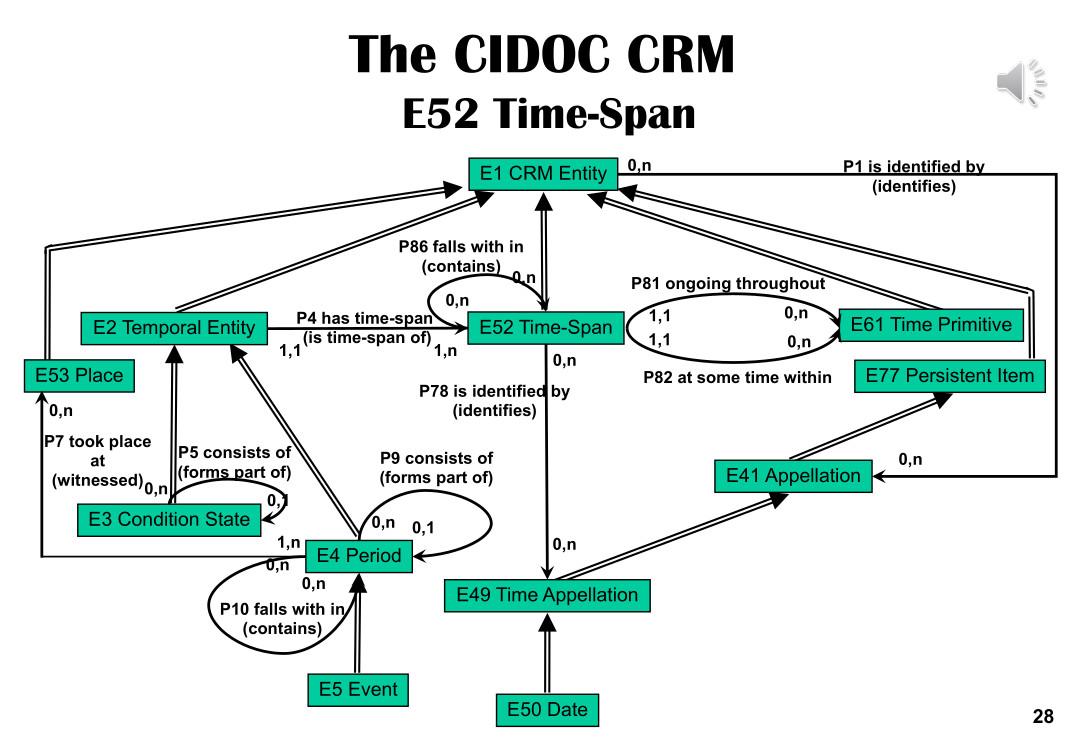 The CIDOC CRM
E52 Time-Span
E1 CRM Entity
0,n
P1 is identified by
(identifies)
P86 falls with in
(contains)
0,n
0,n
P81 ongoing throughout
E2 Temporal Entity
P4 has time-span
(is time-span of)
1,1
1,n
E52 Time-Span
1,1
0,n
1,1
0,n
E61 Time Primitive
E53 Place
0,n
P82 at some time within
E77 Persistent Item
P78 is identified by
(identifies)
0,n
P7 took place
at
(witnessed)
P5 consists of
(forms part of)
0,n
0,1
P9 consists of
(forms part of)
0,n
E41 Appellation
E3 Condition State
0,n
0,1
1,n
E4 Period
0,n
0,n
0,n
P10 falls with in
(contains)
E49 Time Appellation
E5 Event
E50 Date
28